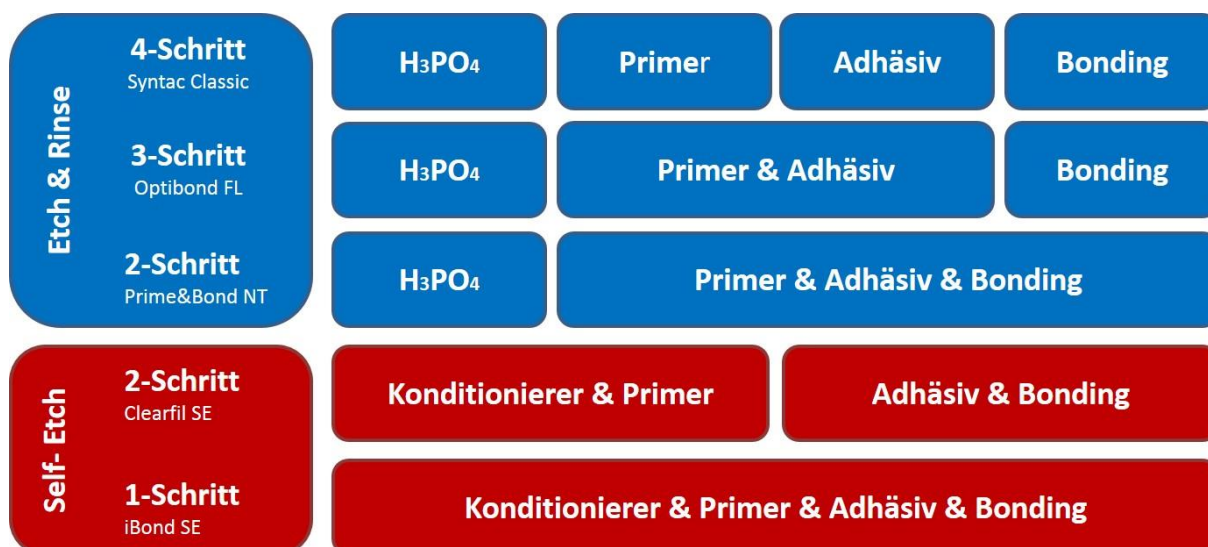 Etch & Rinse
4-Schritt
Syntac Classic
H₃PO₄
Primer
Adhäsiv
Bonding
3-Schritt
Optibond FL
H₃PO₄
Primer & Adhäsiv
Bonding
2-Schritt
Prime&Bond NT
H₃PO₄
Primer & Adhäsiv & Bonding
Self- Etch
2-Schritt
Clearfil SE
Konditionierer & Primer
Adhäsiv & Bonding
1-Schritt
iBond SE
Konditionierer & Primer & Adhäsiv & Bonding